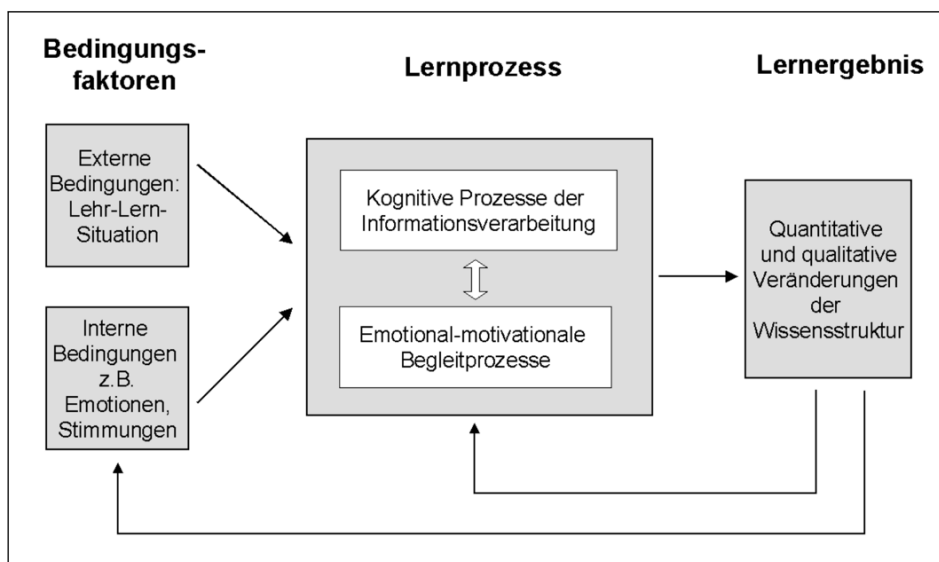 Bedingungs-
faktoren
Lernprozess
Lernergebnis
Externe
Bedingungen:
Lehr-Lern-
Situation
Interne
Bedingungen
z.B.
Emotionen,
Stimmungen
Kognitive Prozesse der
Informationsverarbeitung
Emotional-motivationale
Begleitprozesse
Quantitative
und qualitative
Veränderungen
der
Wissensstruktur